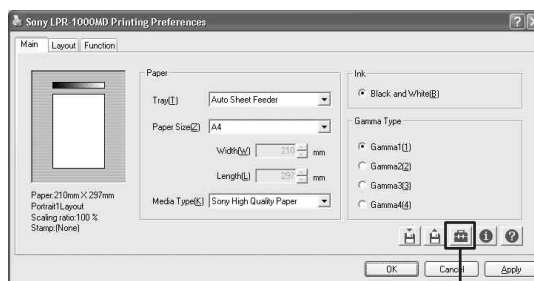 Sony LPR-1000MD Printing Preferences
Main Layout Function
Paper
Tray(T) Auto Sheet Feeder
Paper Size(Z) A4
Width(W) 210 mm
Length(L) 297 mm
Media Type(K) Sony High Quality Paper
Ink
Black and White(B)
Gamma Type
Gamma1(1)
Gamma2(2)
Gamma3(3)
Gamma4(4)
Paper:210mm X 297mm
Portrait1Layout
Scaling ratio:100 %
Stamp:(None)
OK Cancel Apply